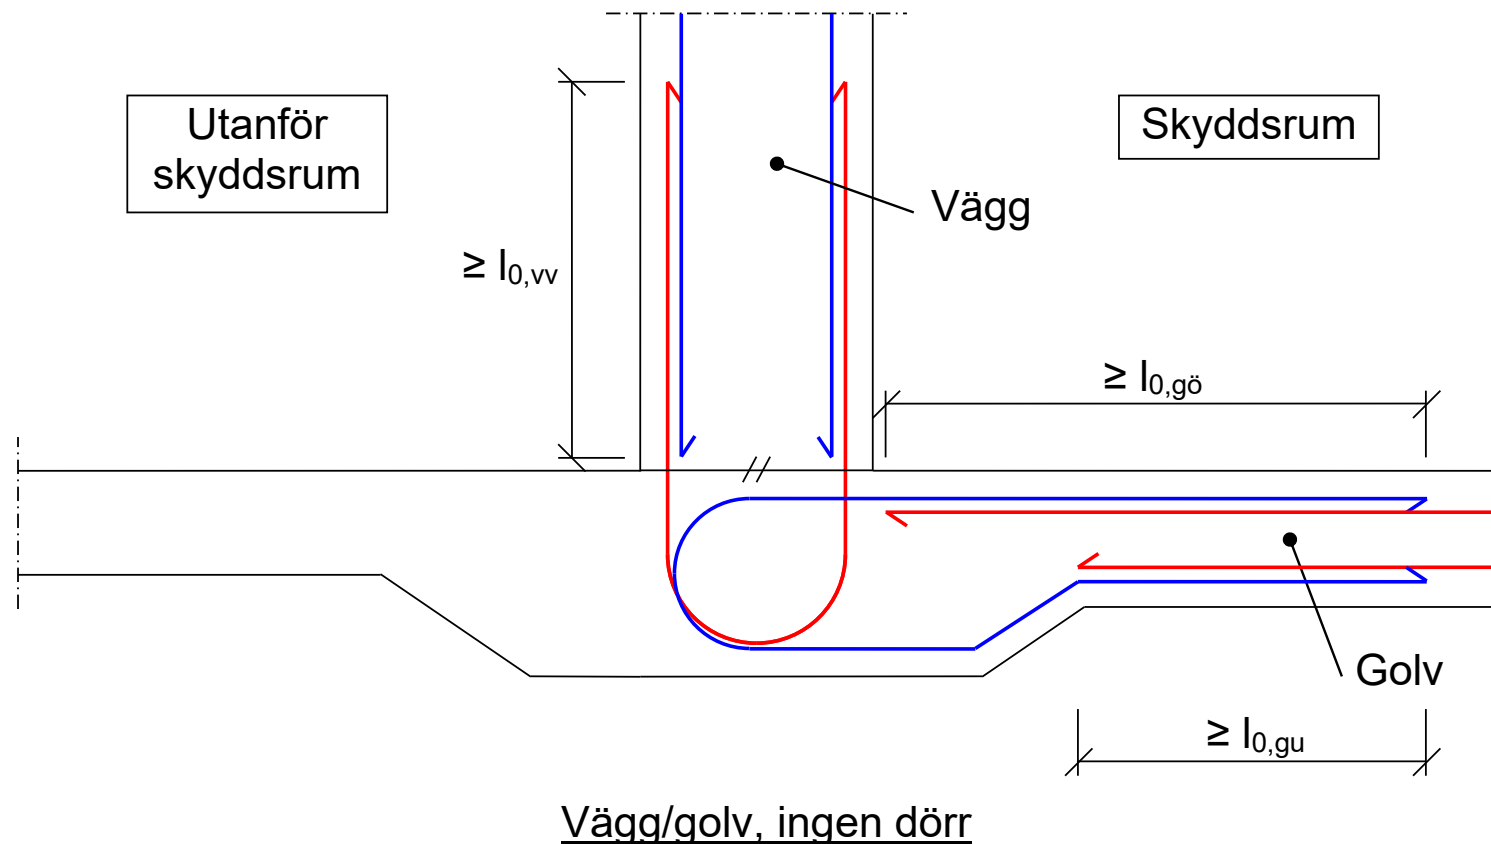 Utanför
skyddsrum
Skyddsrum
Vägg
≥ l0,vv
≥ l0,gö
Golv
≥ l0,gu
Vägg/golv, ingen dörr